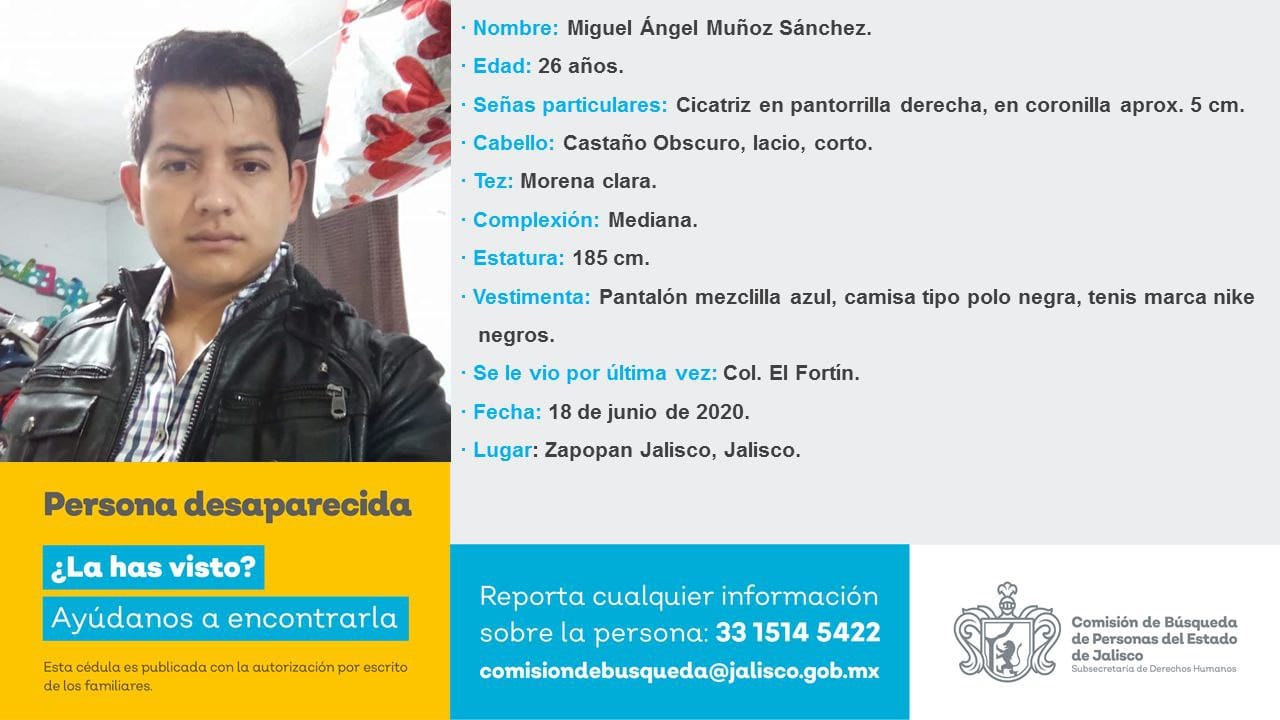 · Nombre: Miguel Ángel Muñoz Sánchez.
· Edad: 26 años.
· Señas particulares: Cicatriz en pantorrilla derecha, en coronilla aprox. 5 cm.
· Cabello: Castaño Obscuro, lacio, corto.
· Tez: Morena clara.
· Complexión: Mediana.
· Estatura: 185 cm.
· Vestimenta: Pantalón mezclilla azul, camisa tipo polo negra, tenis marca nike
negros.
· Se le vio por última vez: Col. El Fortín.
· Fecha: 18 de junio de 2020.
· Lugar: Zapopan Jalisco, Jalisco.
Persona desaparecida
¿La has visto?
Ayúdanos a encontrarla
Esta cédula es publicada con la autorización por escrito
de los familiares.
Reporta cualquier información
sobre la persona: 33 1514 5422
comisiondebusqueda@jalisco.gob.mx
Comisión de Búsqueda
de Personas del Estado
de Jalisco
Subsecretaría de Derechos Humanos